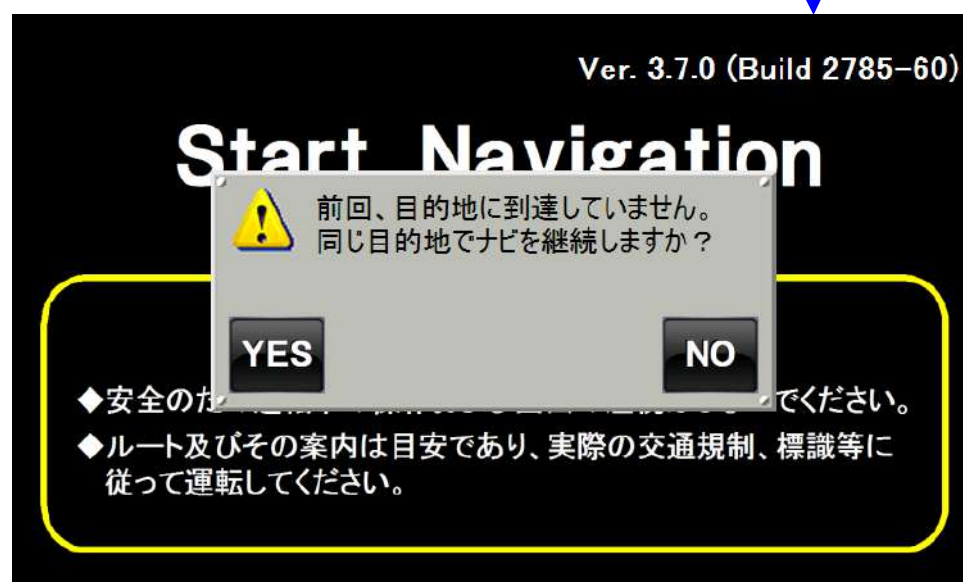 Ver. 3.7.0 (Build 2785-60)
Start Navigation
前回、目的地に到達していません。
同じ目的地でナビを継続しますか？
YES
NO
◆安全のた
でください。
◆ルート及びその案内は目安であり、実際の交通規制、標識等に
従って運転してください。